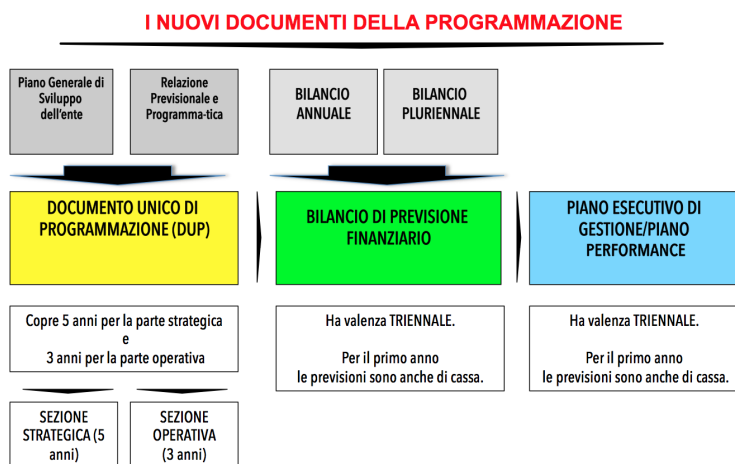 I NUOVI DOCUMENTI DELLA PROGRAMMAZIONE
Piano Generale di
Sviluppo
dell'ente
Relazione
Previsionale e
Programma-tica
BILANCIO
ANNUALE
BILANCIO
PLURIENNALE
DOCUMENTO UNICO DI
PROGRAMMAZIONE (DUP)
BILANCIO DI PREVISIONE
FINANZIARIO
PIANO ESECUTIVO DI
GESTIONE/PIANO
PERFORMANCE
Copre 5 anni per la parte strategica
e
3 anni per la parte operativa
Ha valenza TRIENNALE.
Per il primo anno
le previsioni sono anche di cassa.
Ha valenza TRIENNALE.
Per il primo anno
le previsioni sono anche di cassa.
SEZIONE
STRATEGICA (5
anni)
SEZIONE
OPERATIVA
(3 anni)